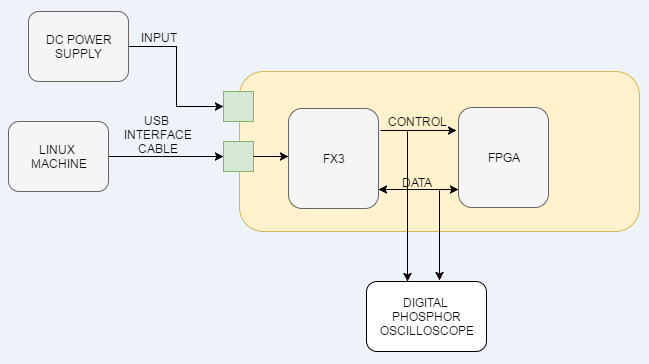 DC POWER
SUPPLY
INPUT
USB
INTERFACE
CABLE
LINUX
MACHINE
FX3
CONTROL
DATA
FPGA
DIGITAL
PHOSPHOR
OSCILLOSCOPE